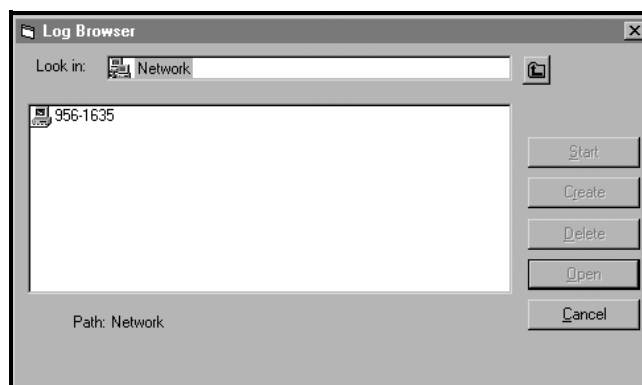 Log Browser
Look in: Network
956-1635
Start
Create
Delete
Open
Cancel
Path: Network